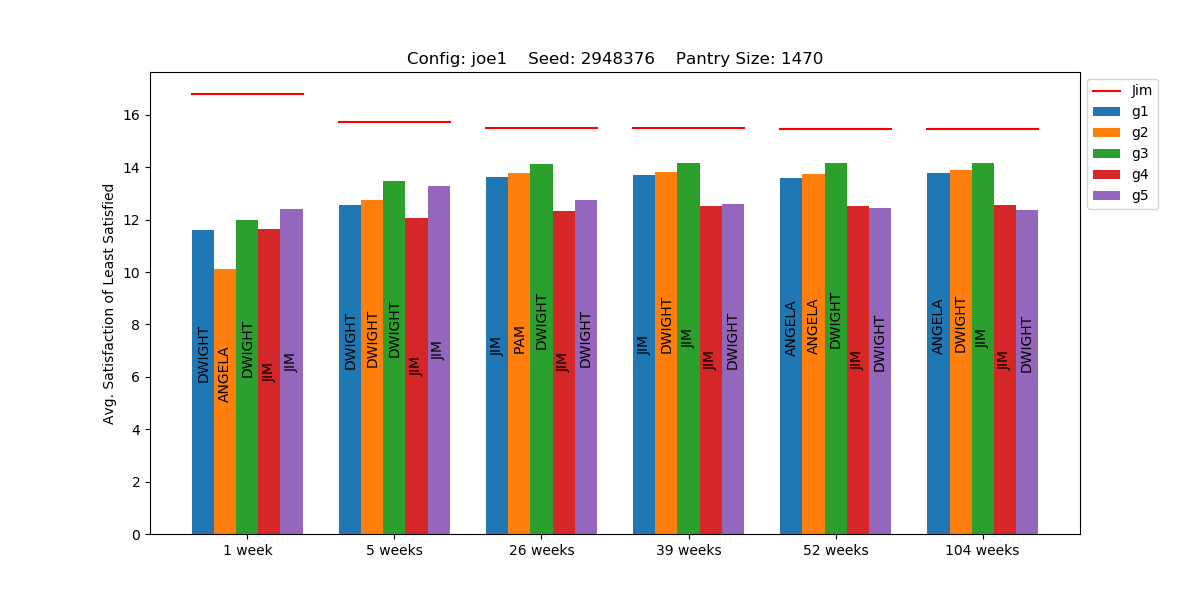 Config: joe1    Seed: 2948376    Pantry Size: 1470
Avg. Satisfaction of Least Satisfied
16
14
12
10
8
6
4
2
0
DWIGHT
ANGELA
DWIGHT
JIM
JIM
DWIGHT
DWIGHT
DWIGHT
JIM
JIM
JIM
PAM
DWIGHT
JIM
DWIGHT
JIM
DWIGHT
JIM
JIM
DWIGHT
ANGELA
ANGELA
DWIGHT
JIM
DWIGHT
ANGELA
DWIGHT
JIM
JIM
DWIGHT
1 week
5 weeks
26 weeks
39 weeks
52 weeks
104 weeks
Jim
g1
g2
g3
g4
g5